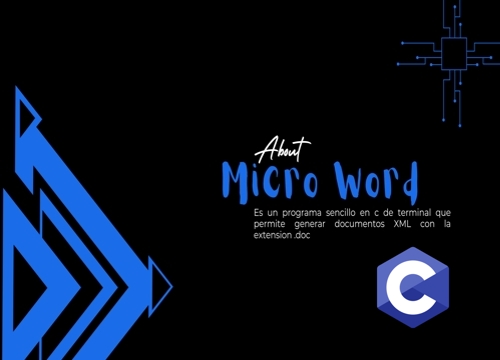 About
Micro Word
Es un programa sencillo en c de terminal que
permite generar documentos XML con la
extension .doc
C